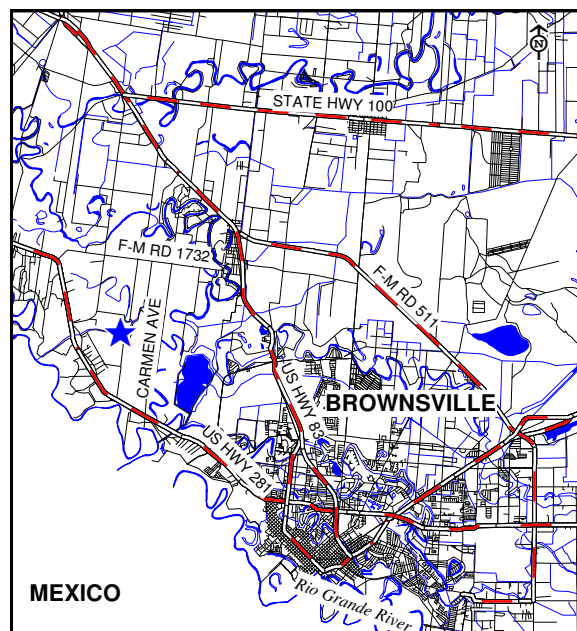 N
STATE HWY 100
F-M RD 1732
F-M RD 511
CARMEN AVE
US HWY 83
BROWNSVILLE
US HWY 281
MEXICO
Rio Grande River